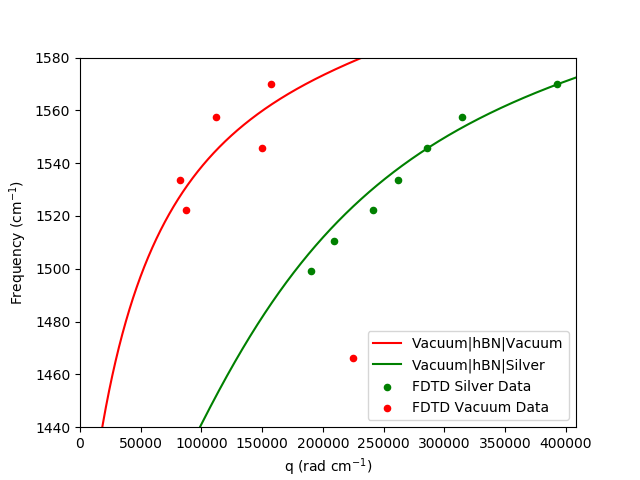 1580
1560
1540
1520
1500
1480
1460
1440
Frequency (cm⁻¹)
0
50000
100000
150000
200000
250000
300000
350000
400000
q (rad cm⁻¹)
Vacuum|hBN|Vacuum
Vacuum|hBN|Silver
FDTD Silver Data
FDTD Vacuum Data